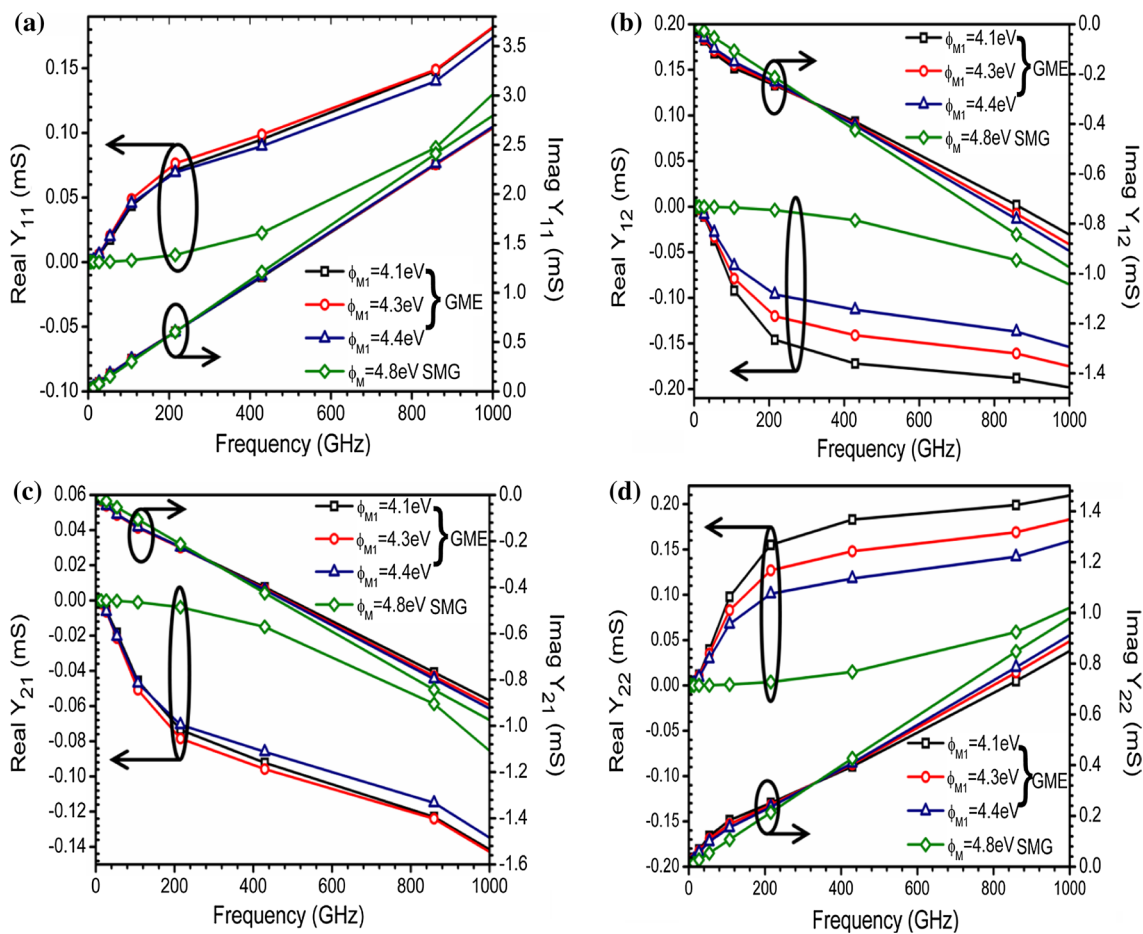 (a)
Real Y11 (mS)
0.15
0.10
0.05
0.00
-0.05
-0.10
3.5
3.0
2.5
2.0
1.5
1.0
0.5
0.0
Imag Y11 (mS)
ϕM1=4.1eV
ϕM1=4.3eV
GME
ϕM1=4.4eV
ϕM=4.8eV SMG
0 200 400 600 800 1000
Frequency (GHz)
(b)
Real Y12 (mS)
0.20
0.15
0.10
0.05
0.00
-0.05
-0.10
-0.15
-0.20
0.0
-0.2
-0.4
-0.6
-0.8
-1.0
-1.2
-1.4
Imag Y12 (mS)
ϕM1=4.1eV
ϕM1=4.3eV
GME
ϕM1=4.4eV
ϕM=4.8eV SMG
0 200 400 600 800 1000
Frequency (GHz)
(c)
Real Y21 (mS)
0.06
0.04
0.02
0.00
-0.02
-0.04
-0.06
-0.08
-0.10
-0.12
-0.14
0.0
-0.2
-0.4
-0.6
-0.8
-1.0
-1.2
-1.4
-1.6
Imag Y21 (mS)
ϕM1=4.1eV
ϕM1=4.3eV
GME
ϕM1=4.4eV
ϕM=4.8eV SMG
0 200 400 600 800 1000
Frequency (GHz)
(d)
Real Y22 (mS)
0.20
0.15
0.10
0.05
0.00
-0.05
-0.10
-0.15
-0.20
1.4
1.2
1.0
0.8
0.6
0.4
0.2
0.0
Imag Y22 (mS)
ϕM1=4.1eV
ϕM1=4.3eV
GME
ϕM1=4.4eV
ϕM=4.8eV SMG
0 200 400 600 800 1000
Frequency (GHz)